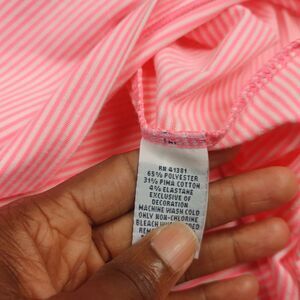 RN 41381
65% POLYESTER
31% PIMA COTTON
4% ELASTANE
EXCLUSIVE OF
DECORATION
MACHINE WASH COLD
ONLY NON-CHLORINE
BLEACH